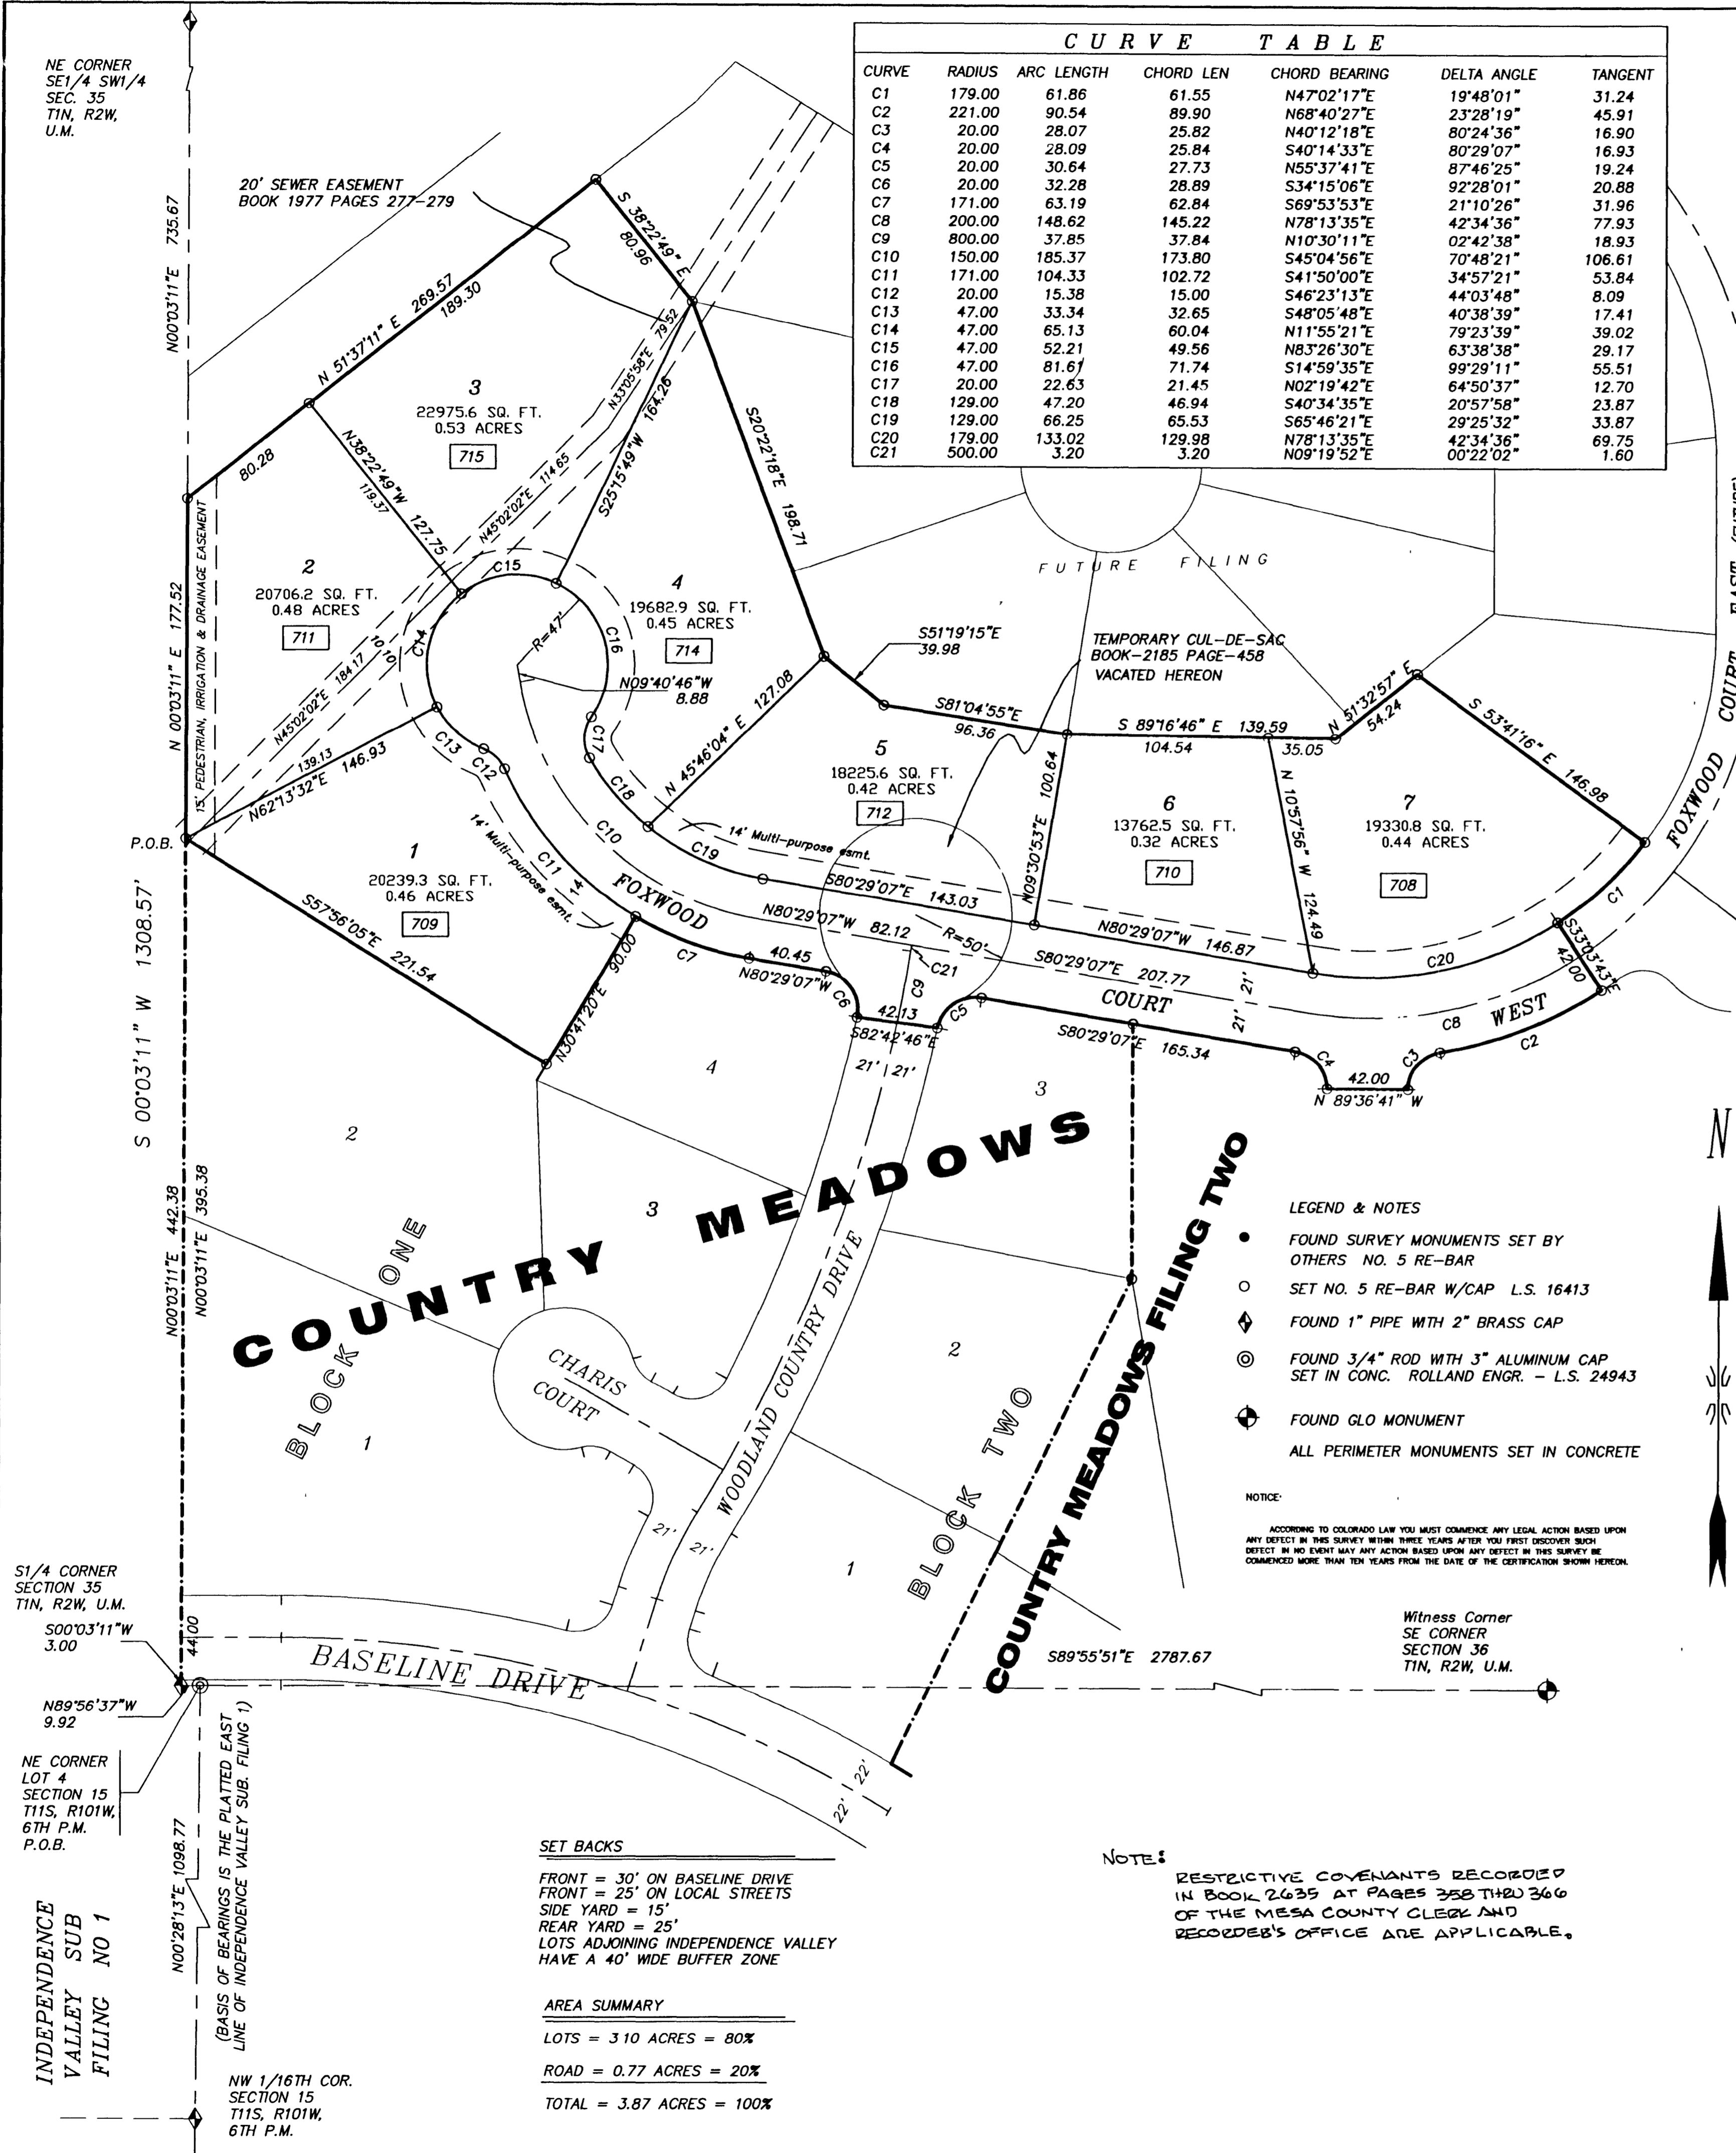 NE CORNER
SE1/4 SW1/4
SEC. 35
T1N, R2W,
U.M.
N00°03'11"E 735.67
20' SEWER EASEMENT
BOOK 1977 PAGES 277-279
CURVE TABLE
CURVE RADIUS ARC LENGTH CHORD LEN CHORD BEARING DELTA ANGLE TANGENT
C1 179.00 61.86 61.55 N47°02'17"E 19°48'01" 31.24
C2 221.00 90.54 89.90 N68°40'27"E 23°28'19" 45.91
C3 20.00 28.07 25.82 N40°12'18"E 80°24'36" 16.90
C4 20.00 28.09 25.84 S40°14'33"E 80°29'07" 16.93
C5 20.00 30.64 27.73 N55°37'41"E 87°46'25" 19.24
C6 20.00 32.28 28.89 S34°15'06"E 92°28'01" 20.88
C7 171.00 63.19 62.84 S69°53'53"E 21°10'26" 31.96
C8 200.00 148.62 145.22 N78°13'35"E 42°34'36" 77.93
C9 800.00 37.85 37.84 N10°30'11"E 02°42'38" 18.93
C10 150.00 185.37 173.80 S45°04'56"E 70°48'21" 106.61
C11 171.00 104.33 102.72 S41°50'00"E 34°57'21" 53.84
C12 20.00 15.38 15.00 S46°23'13"E 44°03'48" 8.09
C13 47.00 33.34 32.65 S48°05'48"E 40°38'39" 17.41
C14 47.00 65.13 60.04 N11°55'21"E 79°23'39" 39.02
C15 47.00 52.21 49.56 N83°26'30"E 63°38'38" 29.17
C16 47.00 81.61 71.74 S14°59'35"E 99°29'11" 55.51
C17 20.00 22.63 21.45 N02°19'42"E 64°50'37" 12.70
C18 129.00 47.20 46.94 S40°34'35"E 20°57'58" 23.87
C19 129.00 66.25 65.53 S65°46'21"E 29°25'32" 33.87
C20 179.00 133.02 129.98 N78°13'35"E 42°34'36" 69.75
C21 500.00 3.20 3.20 N09°19'52"E 00°22'02" 1.60
S 38°22'49" E
80.96
N 51°37'11" E 269.57
189.30
80.28
3
22975.6 SQ. FT.
0.53 ACRES
715
N38°22'49"W 127.75
119.37
N33°05'58"E 79.52
S25°15'49"W 164.26
N45°02'02"E 114.65
S20°22'18"E 198.71
N 00°03'11" E 177.52
15' PEDESTRIAN, IRRIGATION & DRAINAGE EASEMENT
2
20706.2 SQ. FT.
0.48 ACRES
711
10
10
N45°02'02"E 184.17
C14
C15
R=47'
C16
4
19682.9 SQ. FT.
0.45 ACRES
714
N09°40'46"W
8.88
FUTURE FILING
S51°19'15"E
39.98
TEMPORARY CUL-DE-SAC
BOOK-2185 PAGE-458
VACATED HEREON
FOXWOOD COURT EAST
139.13
N62°13'32"E 146.93
C13
C12
C17
C18
N 45°46'04" E 127.08
S81°04'55"E
96.36
S 89°16'46" E 139.59
104.54
35.05
N 51°32'57" E
54.24
S 53°41'16" E 146.98
P.O.B.
1
20239.3 SQ. FT.
0.46 ACRES
709
S57°56'05"E 221.54
C10
C11
14
14' Multi-purpose esmt.
C19
14' Multi-purpose esmt.
5
18225.6 SQ. FT.
0.42 ACRES
712
N09°30'53"E 100.64
6
13762.5 SQ. FT.
0.32 ACRES
710
N 10°57'56" W 124.49
7
19330.8 SQ. FT.
0.44 ACRES
708
C1
FOXWOOD
S80°29'07"E 143.03
N80°29'07"W 82.12
R=50'
N80°29'07"W 146.87
S80°29'07"E 207.77
C20
S33°03'43"E
42.00
C7
40.45
N80°29'07"W
C6
C9
C21
C5
COURT
21'
21'
C8
WEST
C2
N30°41'20"E 90.00
42.13
S82°42'46"E
S80°29'07"E 165.34
C4
C3
42.00
N 89°36'41" W
21' 21'
S 00°03'11" W 1308.57'
2
4
3
3
COUNTRY MEADOWS
BLOCK ONE
N00°03'11"E 442.38
N00°03'11"E 395.38
CHARIS
COURT
WOODLAND COUNTRY DRIVE
1
2
BLOCK TWO
1
21'
21'
COUNTRY MEADOWS FILING TWO
N
LEGEND & NOTES
FOUND SURVEY MONUMENTS SET BY
OTHERS NO. 5 RE-BAR
SET NO. 5 RE-BAR W/CAP L.S. 16413
FOUND 1" PIPE WITH 2" BRASS CAP
FOUND 3/4" ROD WITH 3" ALUMINUM CAP
SET IN CONC. ROLLAND ENGR. - L.S. 24943
FOUND GLO MONUMENT
ALL PERIMETER MONUMENTS SET IN CONCRETE
NOTICE:
ACCORDING TO COLORADO LAW YOU MUST COMMENCE ANY LEGAL ACTION BASED UPON
ANY DEFECT IN THIS SURVEY WITHIN THREE YEARS AFTER YOU FIRST DISCOVER SUCH
DEFECT IN NO EVENT MAY ANY ACTION BASED UPON ANY DEFECT IN THIS SURVEY BE
COMMENCED MORE THAN TEN YEARS FROM THE DATE OF THE CERTIFICATION SHOWN HEREON.
S1/4 CORNER
SECTION 35
T1N, R2W, U.M.
S00°03'11"W
3.00
44.00
BASELINE DRIVE
S89°55'51"E 2787.67
Witness Corner
SE CORNER
SECTION 36
T1N, R2W, U.M.
N89°56'37"W
9.92
NE CORNER
LOT 4
SECTION 15
T11S, R101W,
6TH P.M.
P.O.B.
22'
22'
N00°28'13"E 1098.77
(BASIS OF BEARINGS IS THE PLATTED EAST
LINE OF INDEPENDENCE VALLEY SUB. FILING 1)
INDEPENDENCE
VALLEY SUB
FILING NO 1
NW 1/16TH COR.
SECTION 15
T11S, R101W,
6TH P.M.
SET BACKS
FRONT = 30' ON BASELINE DRIVE
FRONT = 25' ON LOCAL STREETS
SIDE YARD = 15'
REAR YARD = 25'
LOTS ADJOINING INDEPENDENCE VALLEY
HAVE A 40' WIDE BUFFER ZONE
AREA SUMMARY
LOTS = 3 10 ACRES = 80%
ROAD = 0.77 ACRES = 20%
TOTAL = 3.87 ACRES = 100%
NOTE:
RESTRICTIVE COVENANTS RECORDED
IN BOOK 2635 AT PAGES 358 THRU 366
OF THE MESA COUNTY CLERK AND
RECORDER'S OFFICE ARE APPLICABLE.